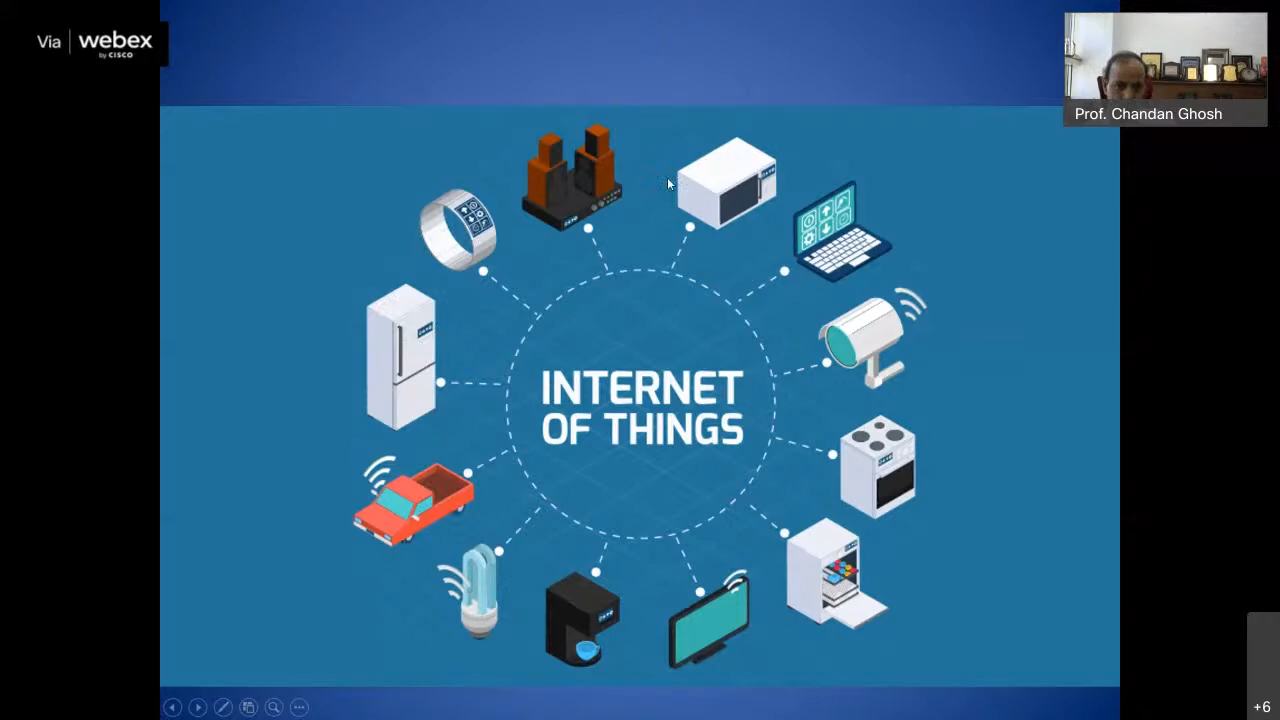 Via webex
by CISCO
Prof. Chandan Ghosh
INTERNET
OF THINGS
+6